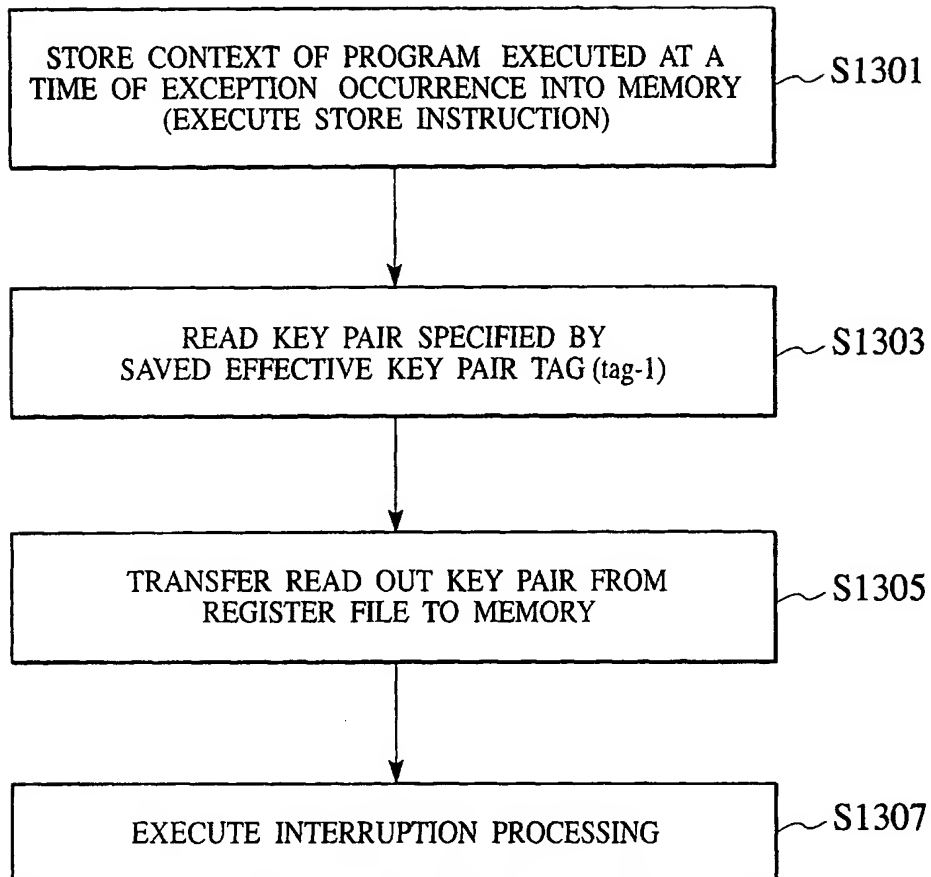 STORE CONTEXT OF PROGRAM EXECUTED AT A
TIME OF EXCEPTION OCCURRENCE INTO MEMORY
(EXECUTE STORE INSTRUCTION)
S1301
READ KEY PAIR SPECIFIED BY
SAVED EFFECTIVE KEY PAIR TAG (tag-1)
S1303
TRANSFER READ OUT KEY PAIR FROM
REGISTER FILE TO MEMORY
S1305
EXECUTE INTERRUPTION PROCESSING
S1307